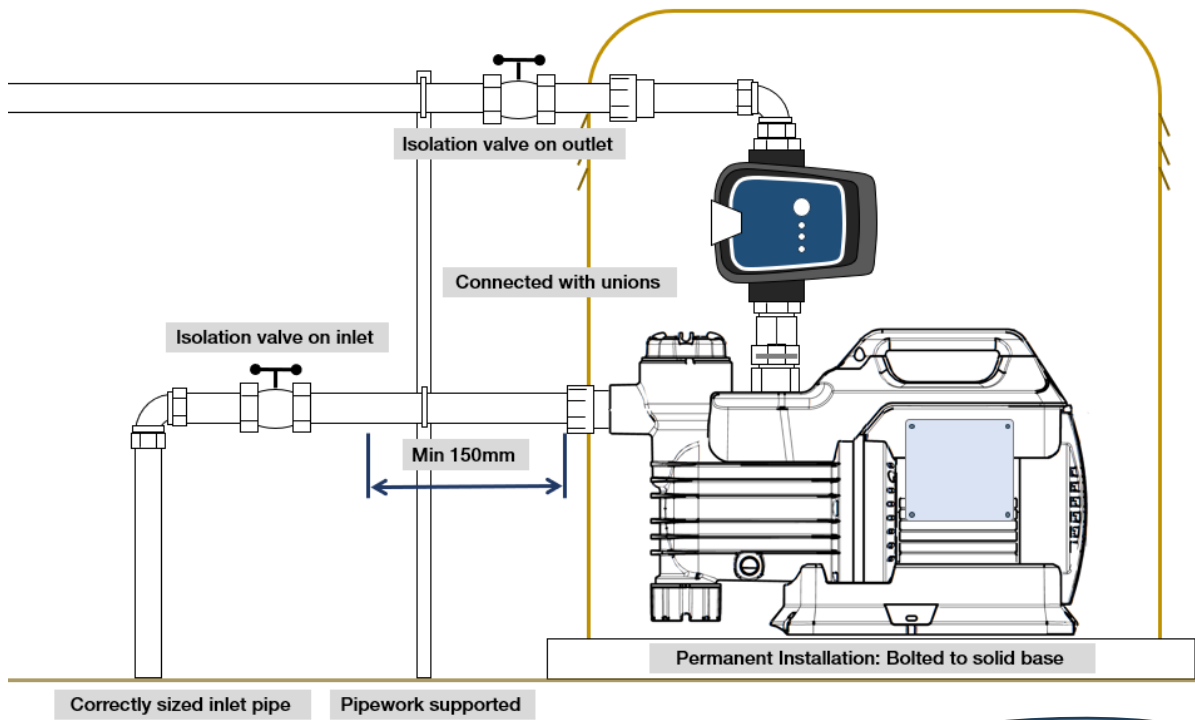 Isolation valve on outlet
Connected with unions
Isolation valve on inlet
Min 150mm
Permanent Installation: Bolted to solid base
Correctly sized inlet pipe
Pipework supported